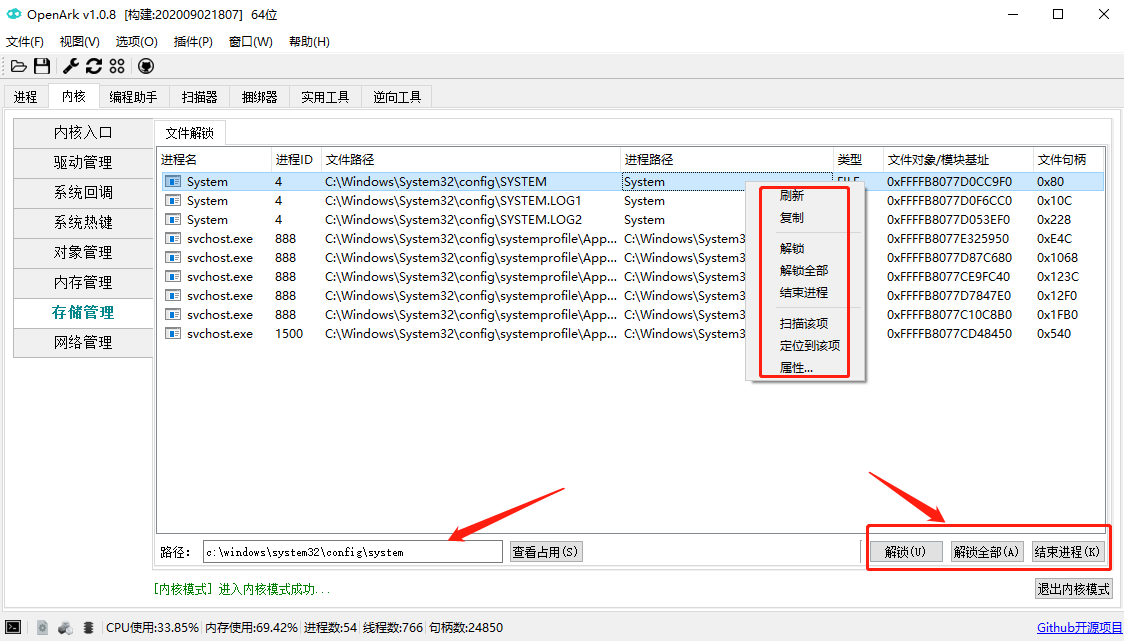 OpenArk v1.0.8 [构建:202009021807] 64位
文件(F) 视图(V) 选项(O) 插件(P) 窗口(W) 帮助(H)
进程 内核 编程助手 扫描器 捆绑器 实用工具 逆向工具
内核入口
驱动管理
系统回调
系统热键
对象管理
内存管理
存储管理
网络管理
文件解锁
进程名 进程ID 文件路径 进程路径 类型 文件对象/模块基址 文件句柄
System 4 C:\Windows\System32\config\SYSTEM System FILE 0xFFFFB8077D0CC9F0 0x80
System 4 C:\Windows\System32\config\SYSTEM.LOG1 System 0xFFFFB8077D0F6CC0 0x10C
System 4 C:\Windows\System32\config\SYSTEM.LOG2 System 0xFFFFB8077D053EF0 0x228
svchost.exe 888 C:\Windows\System32\config\systemprofile\App... C:\Windows\System3 0xFFFFB8077E325950 0xE4C
svchost.exe 888 C:\Windows\System32\config\systemprofile\App... C:\Windows\System3 0xFFFFB8077D87C680 0x1068
svchost.exe 888 C:\Windows\System32\config\systemprofile\App... C:\Windows\System3 0xFFFFB8077CE9FC40 0x123C
svchost.exe 888 C:\Windows\System32\config\systemprofile\App... C:\Windows\System3 0xFFFFB8077D7847E0 0x12F0
svchost.exe 888 C:\Windows\System32\config\systemprofile\App... C:\Windows\System3 0xFFFFB8077C10C8B0 0x1FB0
svchost.exe 1500 C:\Windows\System32\config\systemprofile\App... C:\Windows\System3 0xFFFFB8077CD48450 0x540
刷新
复制
解锁
解锁全部
结束进程
扫描该项
定位到该项
属性...
路径: c:\windows\system32\config\system 查看占用(S) 解锁(U) 解锁全部(A) 结束进程(K)
[内核模式] 进入内核模式成功... 退出内核模式
CPU使用:33.85% 内存使用:69.42% 进程数:54 线程数:766 句柄数:24850 Github开源项目